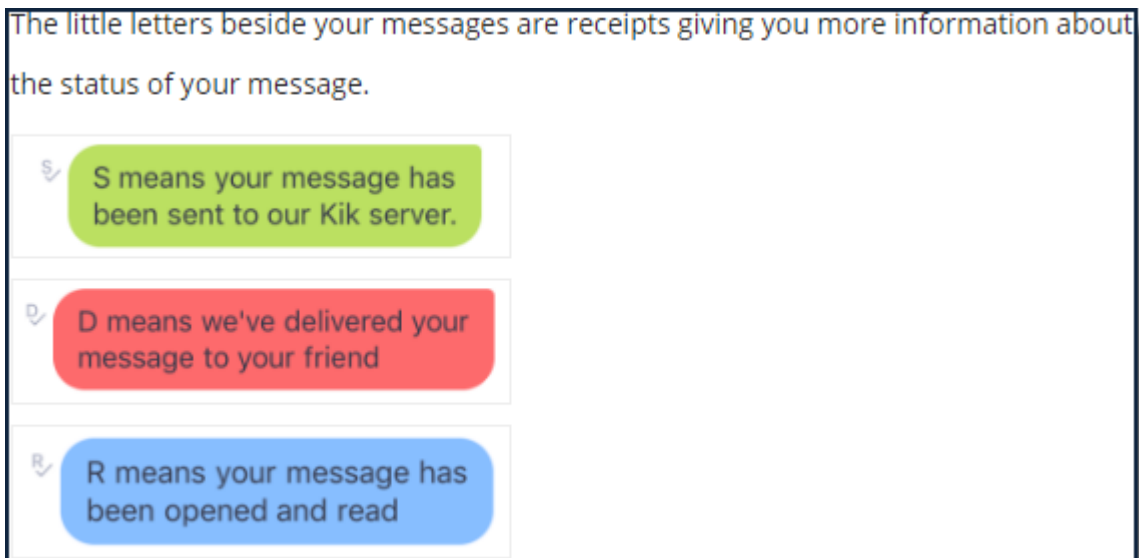 The little letters beside your messages are receipts giving you more information about
the status of your message.
S
S means your message has
been sent to our Kik server.
D
D means we've delivered your
message to your friend
R
R means your message has
been opened and read